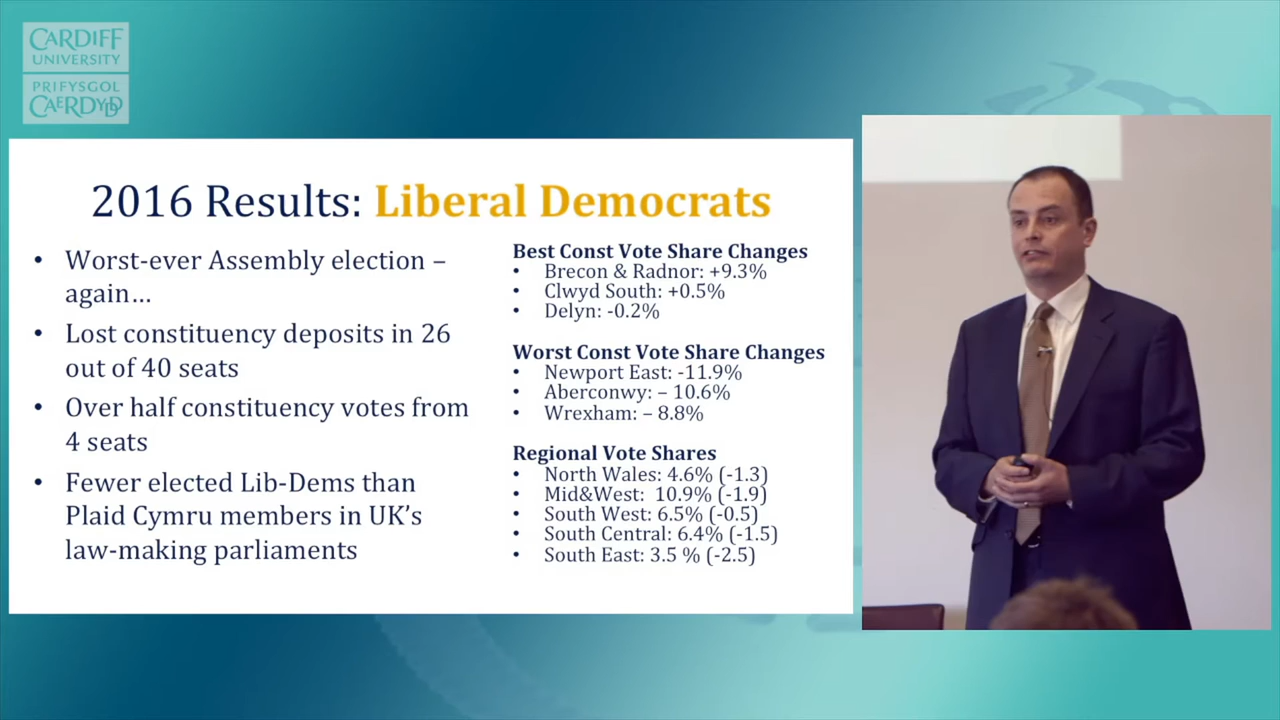 CARDIFF
UNIVERSITY
PRIFYSGOL
CAERDYDD
2016 Results: Liberal Democrats
• Worst-ever Assembly election –
again…
• Lost constituency deposits in 26
out of 40 seats
• Over half constituency votes from
4 seats
• Fewer elected Lib-Dems than
Plaid Cymru members in UK's
law-making parliaments
Best Const Vote Share Changes
• Brecon & Radnor: +9.3%
• Clwyd South: +0.5%
• Delyn: -0.2%
Worst Const Vote Share Changes
• Newport East: -11.9%
• Aberconwy: – 10.6%
• Wrexham: – 8.8%
Regional Vote Shares
• North Wales: 4.6% (-1.3)
• Mid&West: 10.9% (-1.9)
• South West: 6.5% (-0.5)
• South Central: 6.4% (-1.5)
• South East: 3.5 % (-2.5)